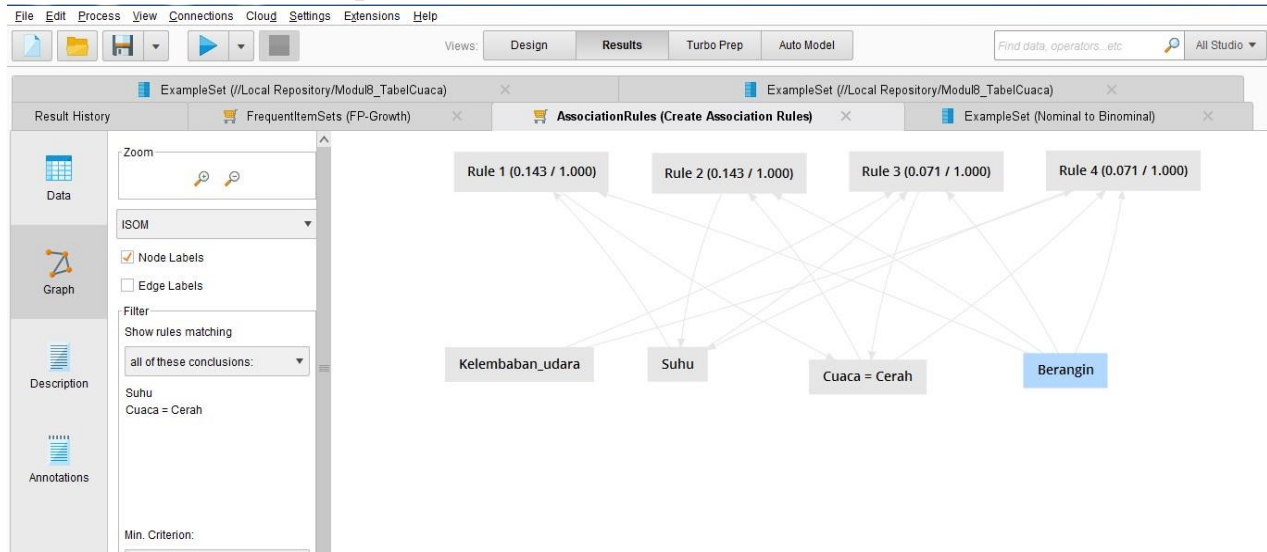 File Edit Process View Connections Cloud Settings Extensions Help
Views: Design Results Turbo Prep Auto Model Find data, operators...etc All Studio
ExampleSet (//Local Repository/Modul8_TabelCuaca) ExampleSet (//Local Repository/Modul8_TabelCuaca)
Result History FrequentItemSets (FP-Growth) AssociationRules (Create Association Rules) ExampleSet (Nominal to Binominal)
Data
Graph
Description
Annotations
Zoom
ISOM
Node Labels
Edge Labels
Filter
Show rules matching
all of these conclusions:
Suhu
Cuaca = Cerah
Min. Criterion:
Rule 1 (0.143 / 1.000) Rule 2 (0.143 / 1.000) Rule 3 (0.071 / 1.000) Rule 4 (0.071 / 1.000)
Kelembaban_udara Suhu Cuaca = Cerah Berangin